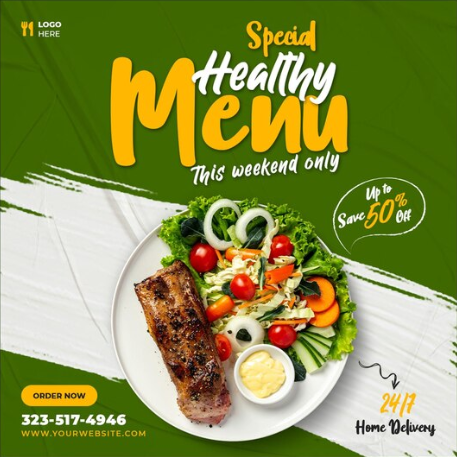 LOGO
HERE
Special
Healthy
Menu
This weekend only
Up to
Save 50% Off
ORDER NOW
323-517-4946
WWW.YOURWEBSITE.COM
24/7
Home Delivery